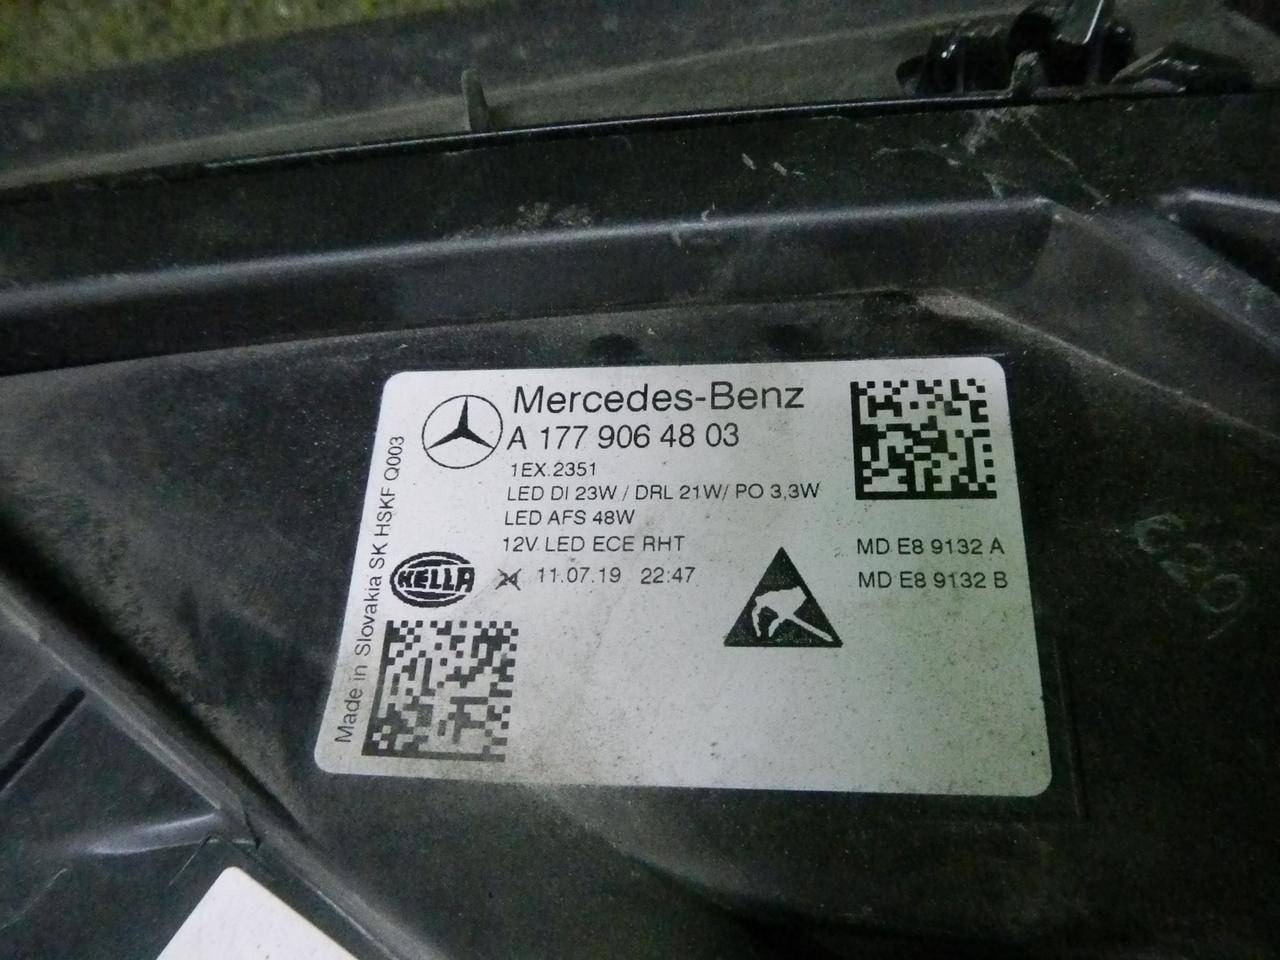 Mercedes-Benz
A 177 906 48 03
1EX.2351
LED DI 23W / DRL 21W/ PO 3,3W
LED AFS 48W
12V LED ECE RHT
HELLA
11.07.19 22:47
MD E8 9132 A
MD E8 9132 B
Made in Slovakia SK HSKF Q003